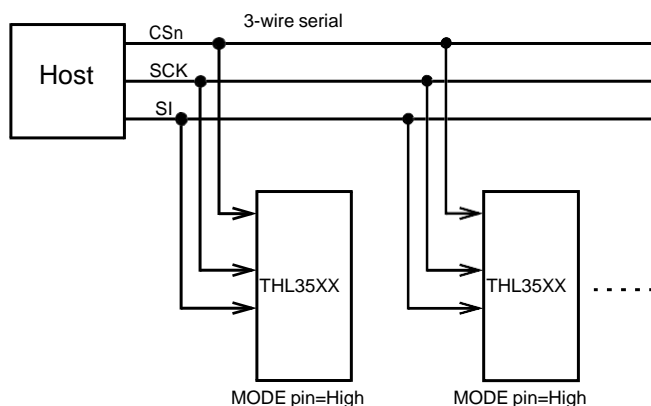 3-wire serial
CSn
Host
SCK
SI
THL35XX
THL35XX
MODE pin=High
MODE pin=High